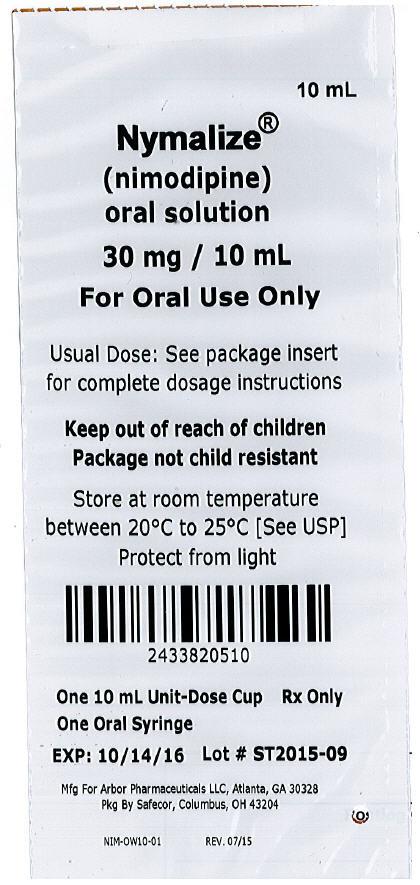 10 mL
Nymalize®
(nimodipine)
oral solution
30 mg / 10 mL
For Oral Use Only
Usual Dose: See package insert
for complete dosage instructions
Keep out of reach of children
Package not child resistant
Store at room temperature
between 20°C to 25°C [See USP]
Protect from light
2433820510
One 10 mL Unit-Dose Cup Rx Only
One Oral Syringe
EXP: 10/14/16 Lot # ST2015-09
Mfg For Arbor Pharmaceuticals LLC, Atlanta, GA 30328
Pkg By Safecor, Columbus, OH 43204
NIM-OW10-01 REV. 07/15